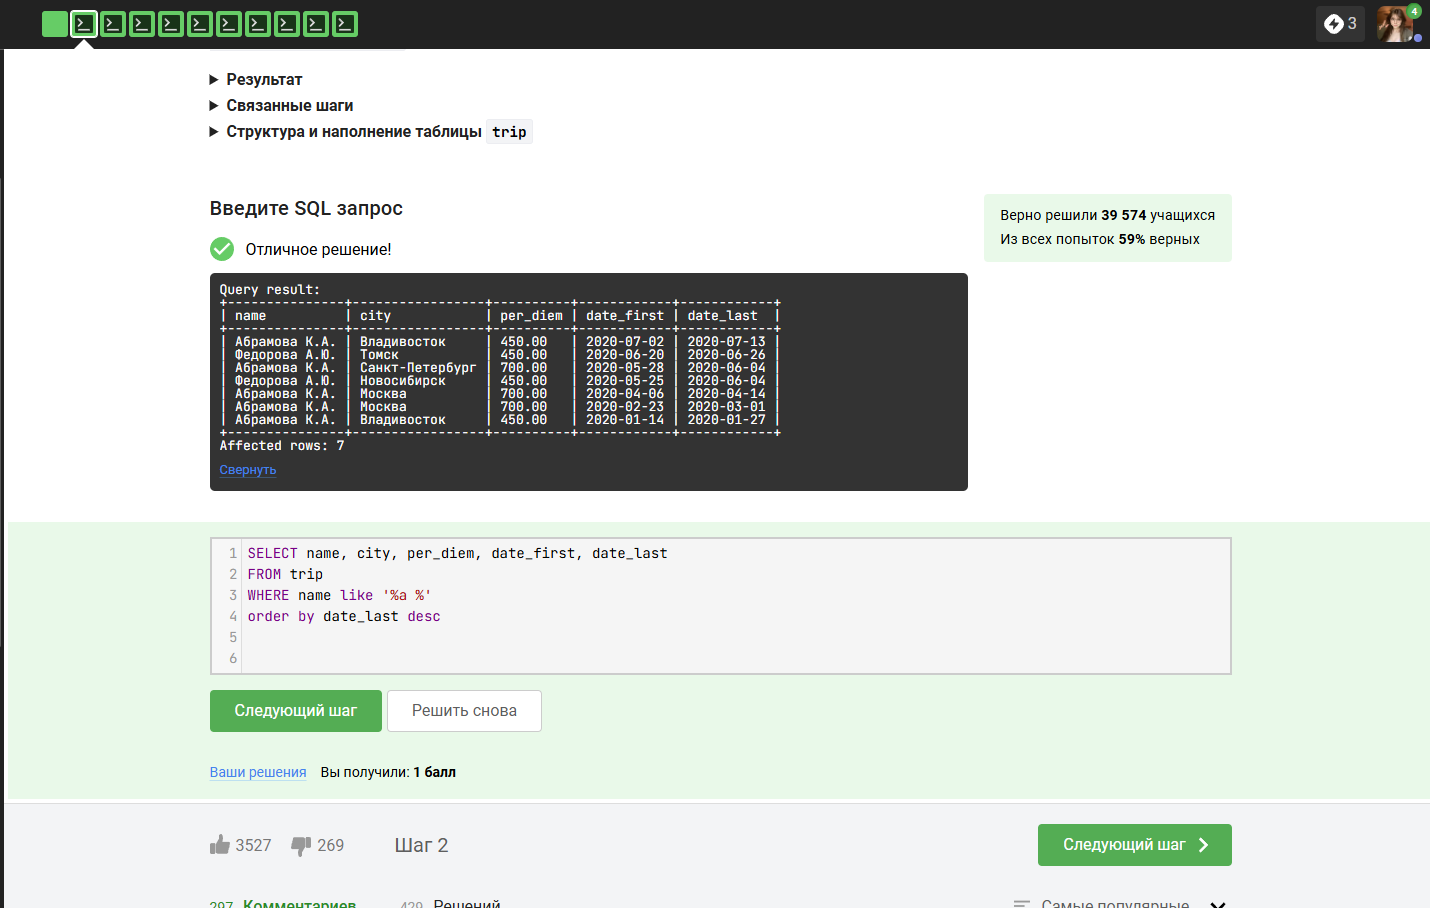 3
4
Результат
Связанные шаги
Структура и наполнение таблицы trip
Введите SQL запрос
Верно решили 39 574 учащихся
Из всех попыток 59% верных
Отличное решение!
Query result:
+---------------+-----------------+----------+------------+------------+
| name          | city            | per_diem | date_first | date_last  |
+---------------+-----------------+----------+------------+------------+
| Абрамова К.А. | Владивосток     | 450.00   | 2020-07-02 | 2020-07-13 |
| Федорова А.Ю. | Томск           | 450.00   | 2020-06-20 | 2020-06-26 |
| Абрамова К.А. | Санкт-Петербург | 700.00   | 2020-05-28 | 2020-06-04 |
| Федорова А.Ю. | Новосибирск     | 450.00   | 2020-05-25 | 2020-06-04 |
| Абрамова К.А. | Москва          | 700.00   | 2020-04-06 | 2020-04-14 |
| Абрамова К.А. | Москва          | 700.00   | 2020-02-23 | 2020-03-01 |
| Абрамова К.А. | Владивосток     | 450.00   | 2020-01-14 | 2020-01-27 |
+---------------+-----------------+----------+------------+------------+
Affected rows: 7
Свернуть
1 SELECT name, city, per_diem, date_first, date_last
2 FROM trip
3 WHERE name like '%а %'
4 order by date_last desc
5
6
Следующий шаг Решить снова
Ваши решения Вы получили: 1 балл
3527 269 Шаг 2 Следующий шаг
297 Комментариев 429 Решений Самые популярные